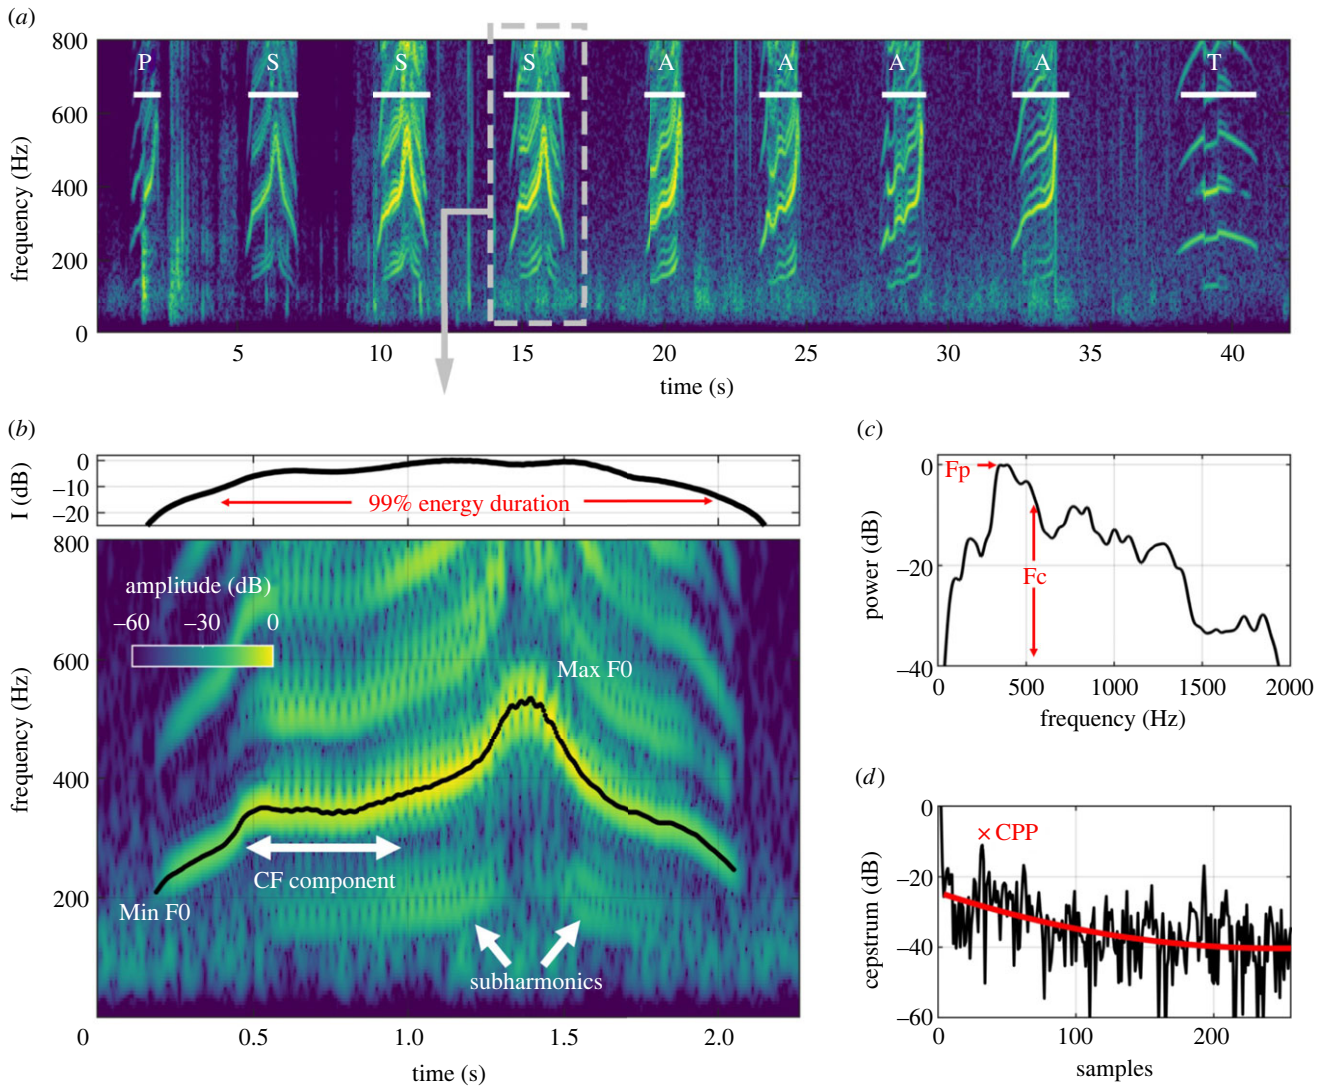 (a)
800
600
400
200
0
frequency (Hz)
P S S S A A A A T
5 10 15 20 25 30 35 40
time (s)
(b)
0
–10
–20
I (dB)
99% energy duration
800
600
400
200
0
frequency (Hz)
amplitude (dB)
–60 –30 0
Max F0
CF component
Min F0
subharmonics
0.5 1.0 1.5 2.0
time (s)
(c)
0
–20
–40
power (dB)
Fp
Fc
0 500 1000 1500 2000
frequency (Hz)
(d)
0
–20
–40
–60
cepstrum (dB)
× CPP
0 100 200
samples